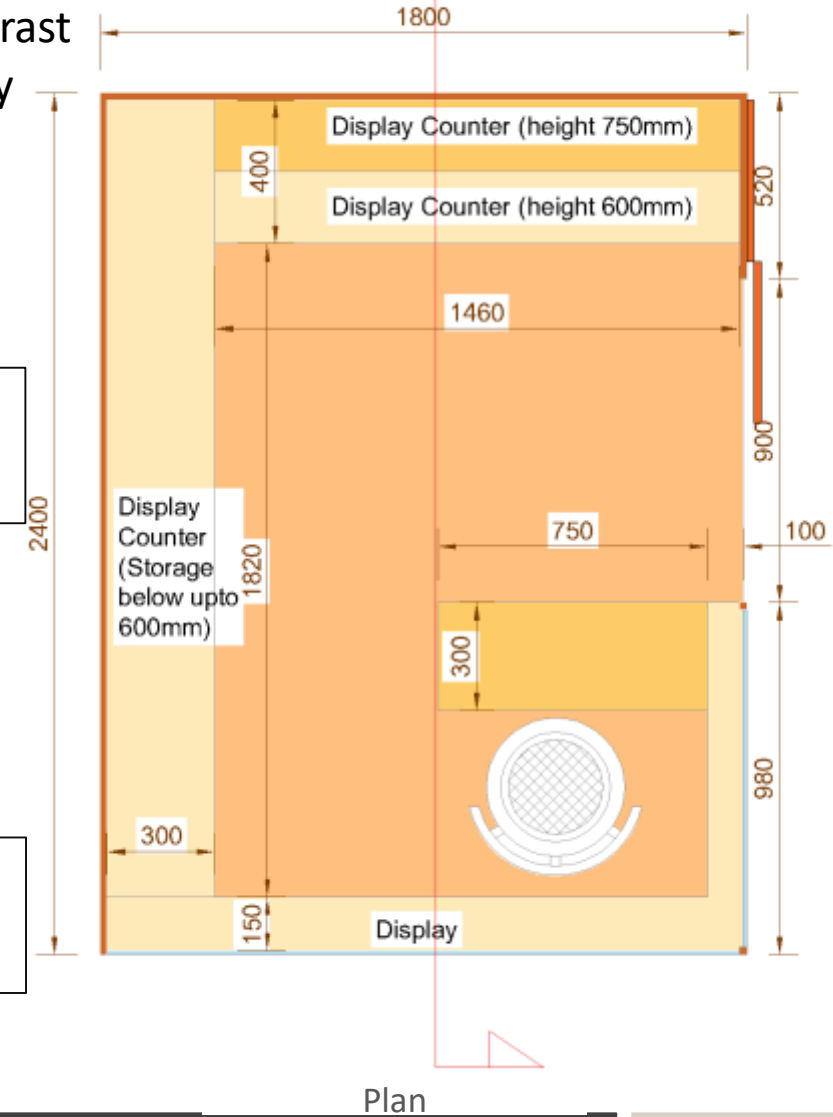 rast
y
1800
Display Counter (height 750mm)
400
520
Display Counter (height 600mm)
1460
900
2400
Display
Counter
(Storage
below upto
600mm)
1820
750
100
300
980
300
150
Display
Plan